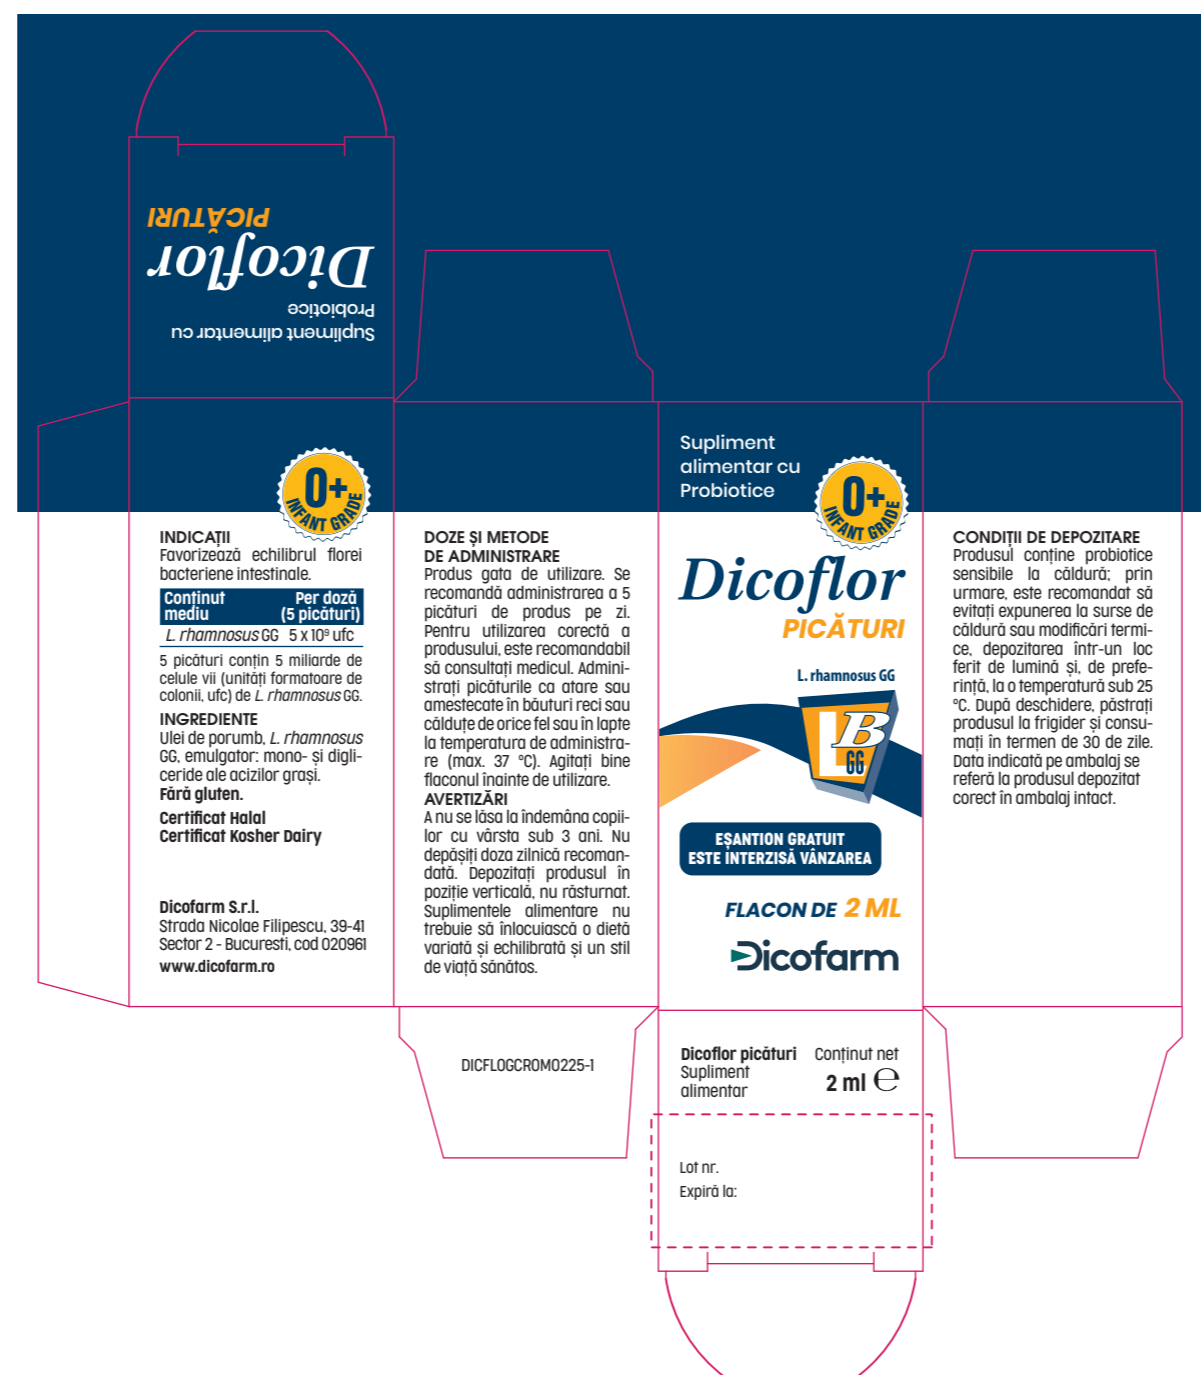 Supliment alimentar cu
Probiotice
Dicoflor
PICĂTURI
0+
INFANT GRADE
INDICAȚII
Favorizează echilibrul florei
bacteriene intestinale.
Continut Per doză
mediu (5 picături)
L. rhamnosus GG 5 x 10⁹ ufc
5 picături conțin 5 miliarde de
celule vii (unități formatoare de
colonii, ufc) de L. rhamnosus GG.
INGREDIENTE
Ulei de porumb, L. rhamnosus
GG, emulgator: mono- și digli-
ceride ale acizilor grași.
Fără gluten.
Certificat Halal
Certificat Kosher Dairy
Dicofarm S.r.l.
Strada Nicolae Filipescu, 39-41
Sector 2 - Bucuresti, cod 020961
www.dicofarm.ro
DOZE ȘI METODE
DE ADMINISTRARE
Produs gata de utilizare. Se
recomandă administrarea a 5
picături de produs pe zi.
Pentru utilizarea corectă a
produsului, este recomandabil
să consultați medicul. Admini-
strați picăturile ca atare sau
amestecate în băuturi reci sau
călduțe de orice fel sau în lapte
la temperatura de administra-
re (max. 37 °C). Agitați bine
flaconul înainte de utilizare.
AVERTIZĂRI
A nu se lăsa la îndemâna copii-
lor cu vârsta sub 3 ani. Nu
depășiți doza zilnică recoman-
dată. Depozitați produsul în
poziție verticală, nu răsturnat.
Suplimentele alimentare nu
trebuie să înlocuiască o dietă
variată și echilibrată și un stil
de viață sănătos.
DICFLOGCROM0225-1
Supliment
alimentar cu
Probiotice
0+
INFANT GRADE
Dicoflor
PICĂTURI
L. rhamnosus GG
LB
GG
EȘANTION GRATUIT
ESTE INTERZISĂ VÂNZAREA
FLACON DE 2 ML
Dicofarm
Dicoflor picături Conținut net
Supliment
alimentar
2 ml ℮
Lot nr.
Expiră la:
CONDIȚII DE DEPOZITARE
Produsul conține probiotice
sensibile la căldură; prin
urmare, este recomandat să
evitați expunerea la surse de
căldură sau modificări termi-
ce, depozitarea într-un loc
ferit de lumină și, de prefe-
rință, la o temperatură sub 25
°C. După deschidere, păstrați
produsul la frigider și consu-
mați în termen de 30 de zile.
Data indicată pe ambalaj se
referă la produsul depozitat
corect în ambalaj intact.